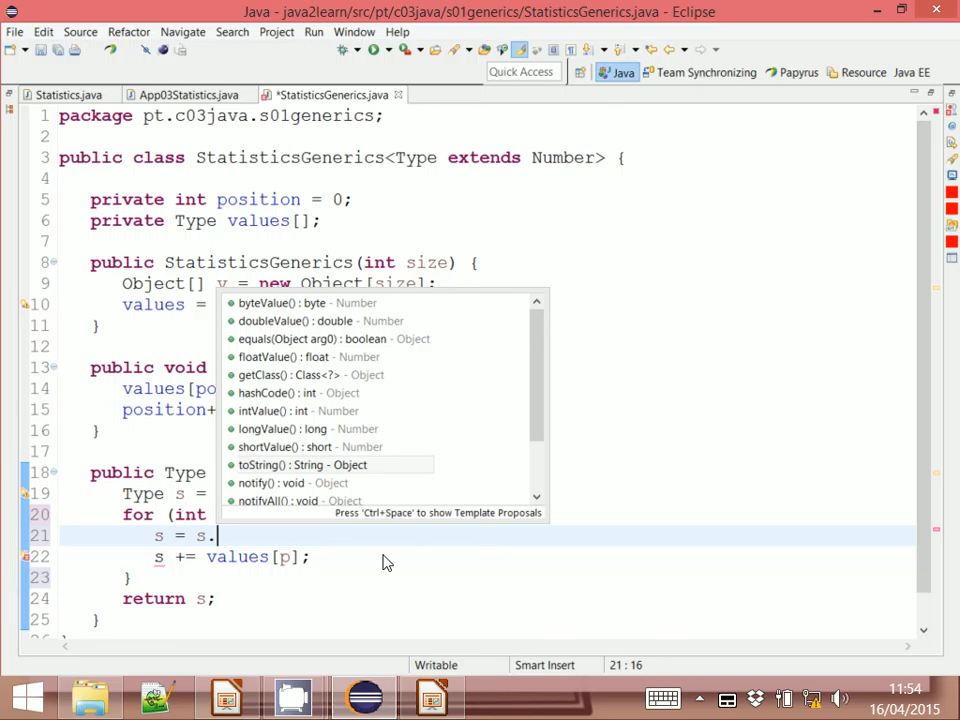 Java - java2learn/src/pt/c03java/s01generics/StatisticsGenerics.java - Eclipse
File Edit Source Refactor Navigate Search Project Run Window Help
Quick Access Java Team Synchronizing Papyrus Resource Java EE
Statistics.java App03Statistics.java *StatisticsGenerics.java
1 package pt.c03java.s01generics;
2
3 public class StatisticsGenerics<Type extends Number> {
4
5 private int position = 0;
6 private Type values[];
7
8 public StatisticsGenerics(int size) {
9 Object[] v = new Object[size];
10 values =
11 }
12
13 public void
14 values[po
15 position+
16 }
17
18 public Type
19 Type s =
20 for (int
21 s = s.
22 s += values[p];
23 }
24 return s;
25 }
byteValue() : byte - Number
doubleValue() : double - Number
equals(Object arg0) : boolean - Object
floatValue() : float - Number
getClass() : Class<?> - Object
hashCode() : int - Object
intValue() : int - Number
longValue() : long - Number
shortValue() : short - Number
toString() : String - Object
notify() : void - Object
notifyAll() : void - Object
Press 'Ctrl+Space' to show Template Proposals
Writable Smart Insert 21 : 16
11:54
16/04/2015